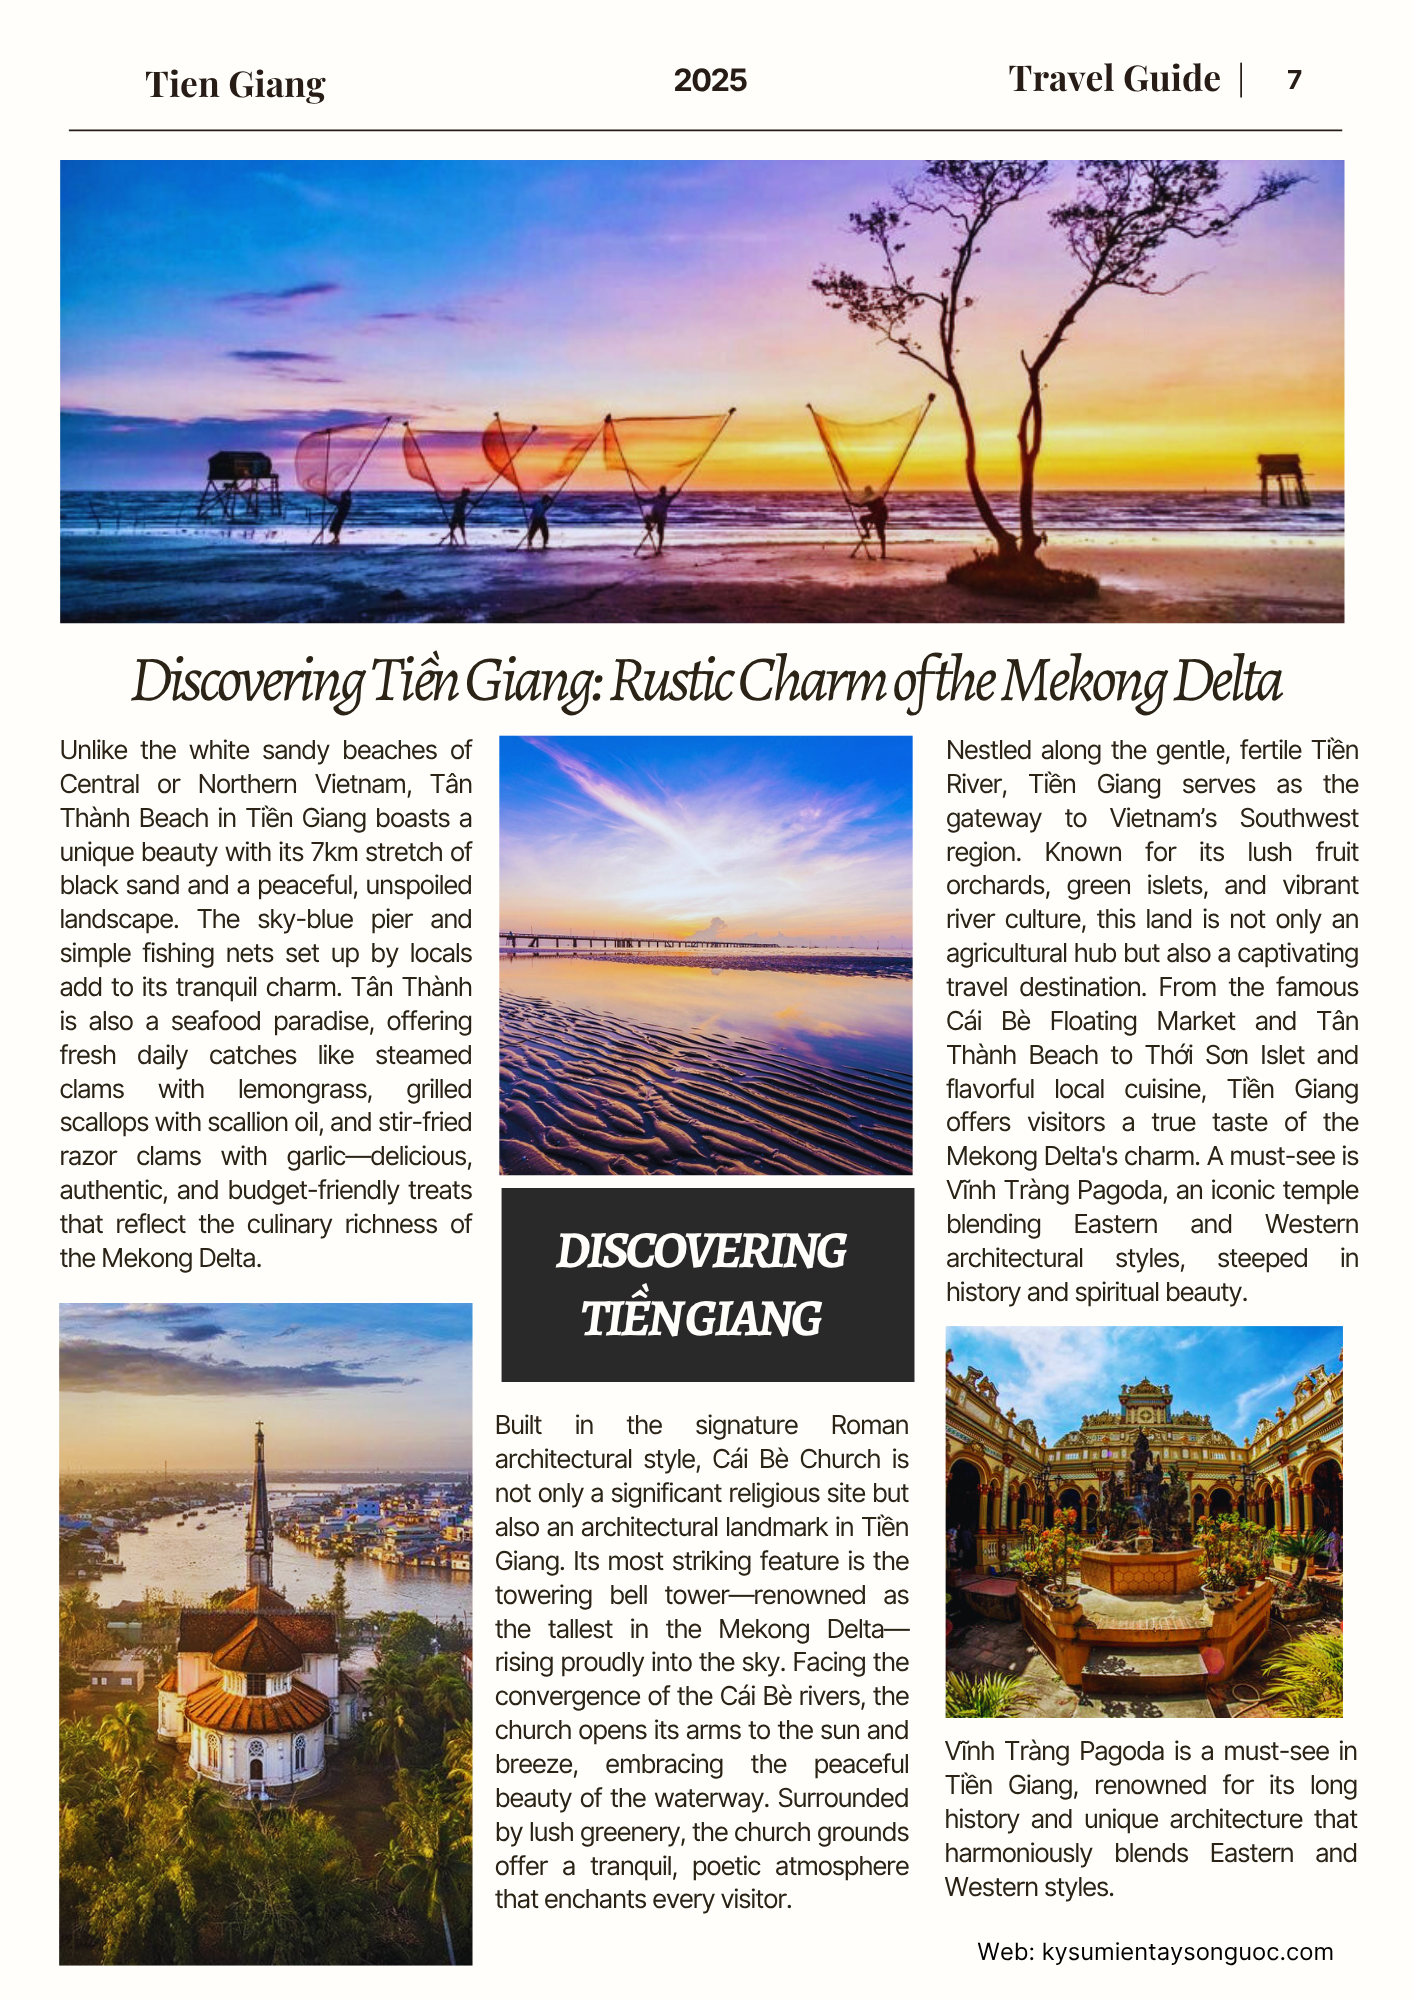 Tien Giang
2025
Travel Guide | 7
Discovering Tiền Giang: Rustic Charm of the Mekong Delta
Unlike the white sandy beaches of
Central or Northern Vietnam, Tân
Thành Beach in Tiền Giang boasts a
unique beauty with its 7km stretch of
black sand and a peaceful, unspoiled
landscape. The sky-blue pier and
simple fishing nets set up by locals
add to its tranquil charm. Tân Thành
is also a seafood paradise, offering
fresh daily catches like steamed
clams with lemongrass, grilled
scallops with scallion oil, and stir-fried
razor clams with garlic—delicious,
authentic, and budget-friendly treats
that reflect the culinary richness of
the Mekong Delta.
DISCOVERING
TIỀN GIANG
Built in the signature Roman
architectural style, Cái Bè Church is
not only a significant religious site but
also an architectural landmark in Tiền
Giang. Its most striking feature is the
towering bell tower—renowned as
the tallest in the Mekong Delta—
rising proudly into the sky. Facing the
convergence of the Cái Bè rivers, the
church opens its arms to the sun and
breeze, embracing the peaceful
beauty of the waterway. Surrounded
by lush greenery, the church grounds
offer a tranquil, poetic atmosphere
that enchants every visitor.
Nestled along the gentle, fertile Tiền
River, Tiền Giang serves as the
gateway to Vietnam’s Southwest
region. Known for its lush fruit
orchards, green islets, and vibrant
river culture, this land is not only an
agricultural hub but also a captivating
travel destination. From the famous
Cái Bè Floating Market and Tân
Thành Beach to Thới Sơn Islet and
flavorful local cuisine, Tiền Giang
offers visitors a true taste of the
Mekong Delta's charm. A must-see is
Vĩnh Tràng Pagoda, an iconic temple
blending Eastern and Western
architectural styles, steeped in
history and spiritual beauty.
Vĩnh Tràng Pagoda is a must-see in
Tiền Giang, renowned for its long
history and unique architecture that
harmoniously blends Eastern and
Western styles.
Web: kysumientaysonguoc.com